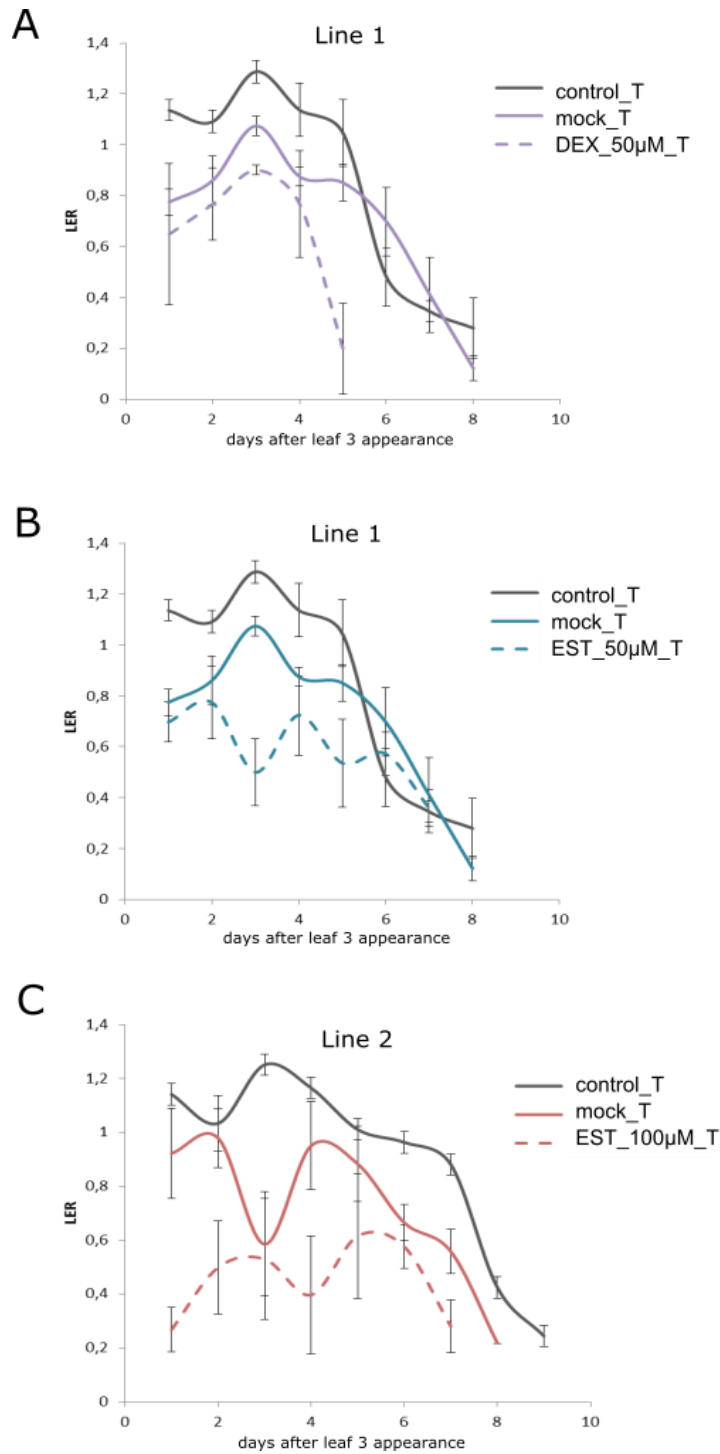 A
Line 1
1,4
1,2
1
0,8
0,6
0,4
0,2
0
LER
0 2 4 6 8 10
days after leaf 3 appearance
control_T
mock_T
DEX_50µM_T
B
Line 1
1,4
1,2
1
0,8
0,6
0,4
0,2
0
LER
0 2 4 6 8 10
days after leaf 3 appearance
control_T
mock_T
EST_50µM_T
C
Line 2
1,4
1,2
1
0,8
0,6
0,4
0,2
0
LER
0 2 4 6 8 10
days after leaf 3 appearance
control_T
mock_T
EST_100µM_T